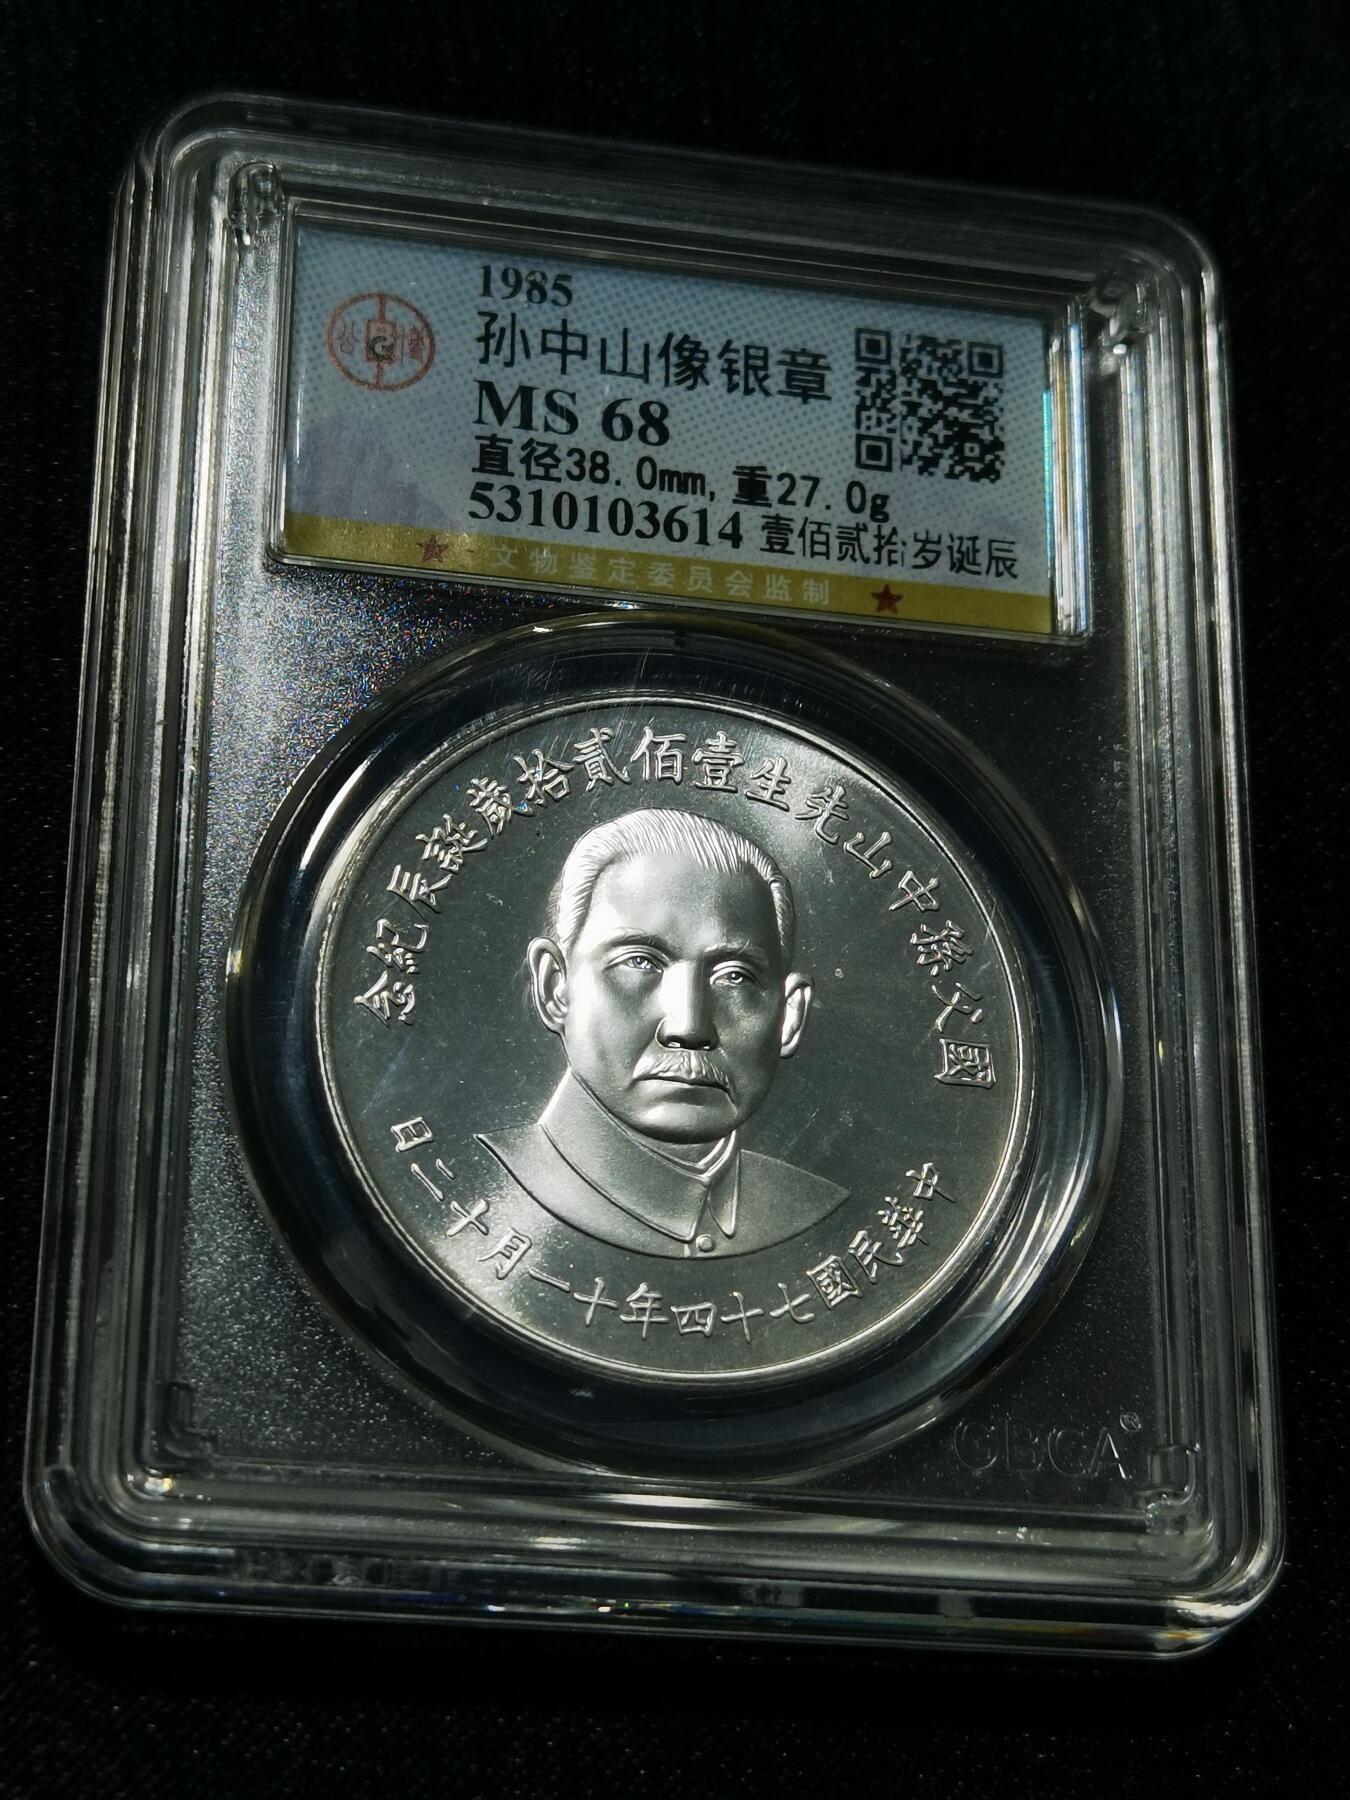 1985
孙中山像银章
MS 68
直径38.0mm,重27.0g
5310103614 壹佰贰拾岁诞辰
文物鉴定委员会监制
公 G 博
國父孫中山先生壹佰貳拾歲誕辰紀念
中華民國七十四年十一月十二日
GBCA®